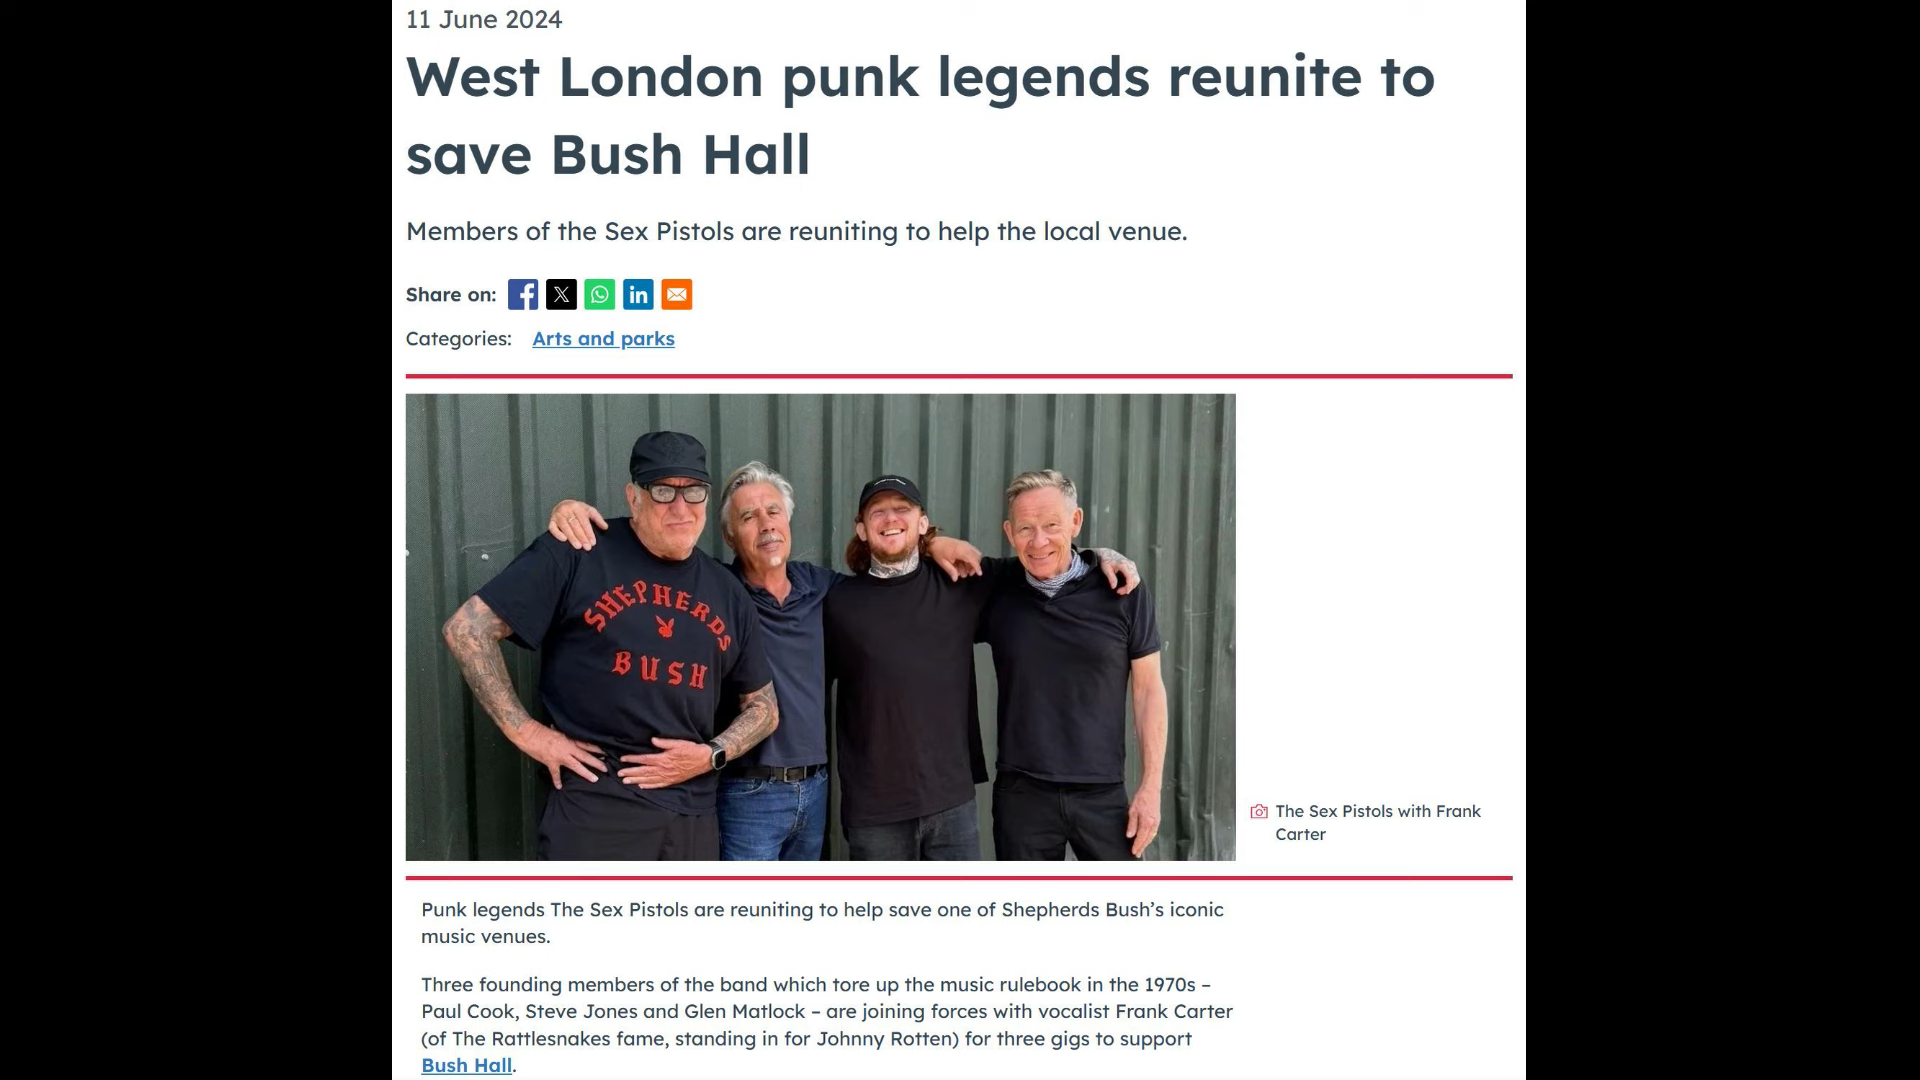 11 June 2024
West London punk legends reunite to
save Bush Hall
Members of the Sex Pistols are reuniting to help the local venue.
Share on:
Categories: Arts and parks
SHEPHERDS
BUSH
The Sex Pistols with Frank
Carter
Punk legends The Sex Pistols are reuniting to help save one of Shepherds Bush’s iconic
music venues.
Three founding members of the band which tore up the music rulebook in the 1970s –
Paul Cook, Steve Jones and Glen Matlock – are joining forces with vocalist Frank Carter
(of The Rattlesnakes fame, standing in for Johnny Rotten) for three gigs to support
Bush Hall.